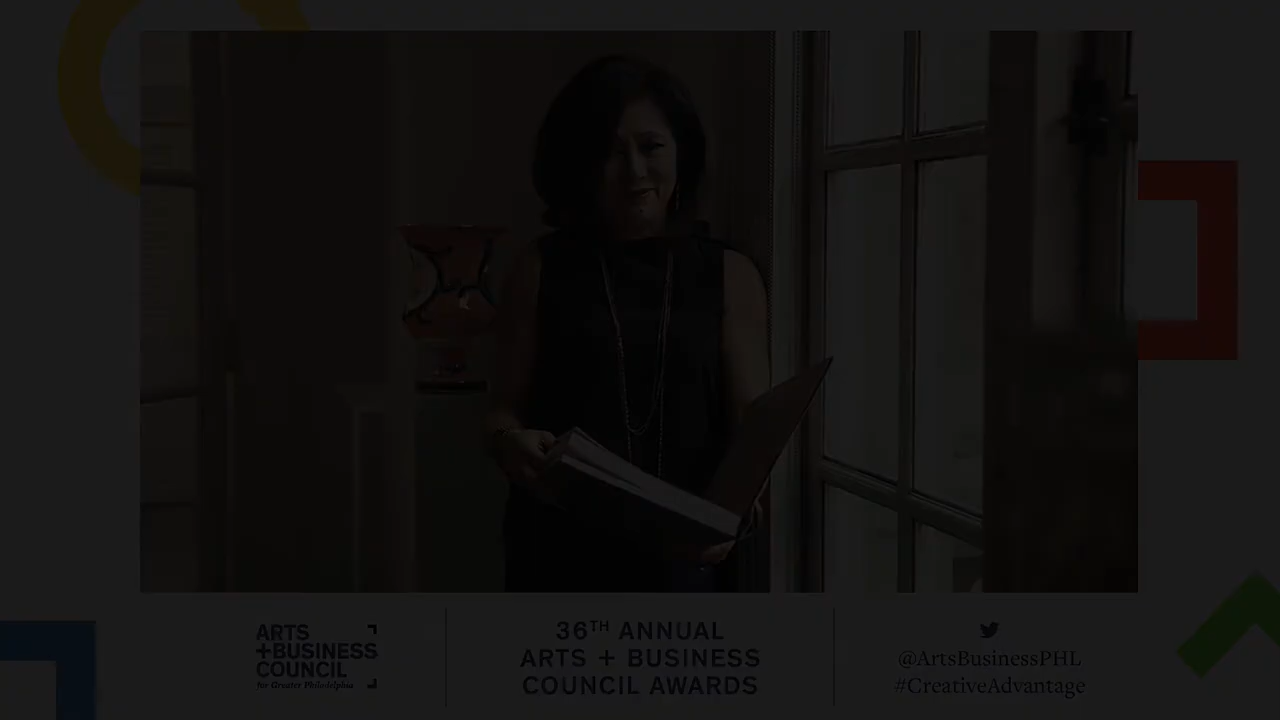 ARTS
+BUSINESS
COUNCIL
for Greater Philadelphia
36TH ANNUAL
ARTS + BUSINESS
COUNCIL AWARDS
@ArtsBusinessPHL
#CreativeAdvantage